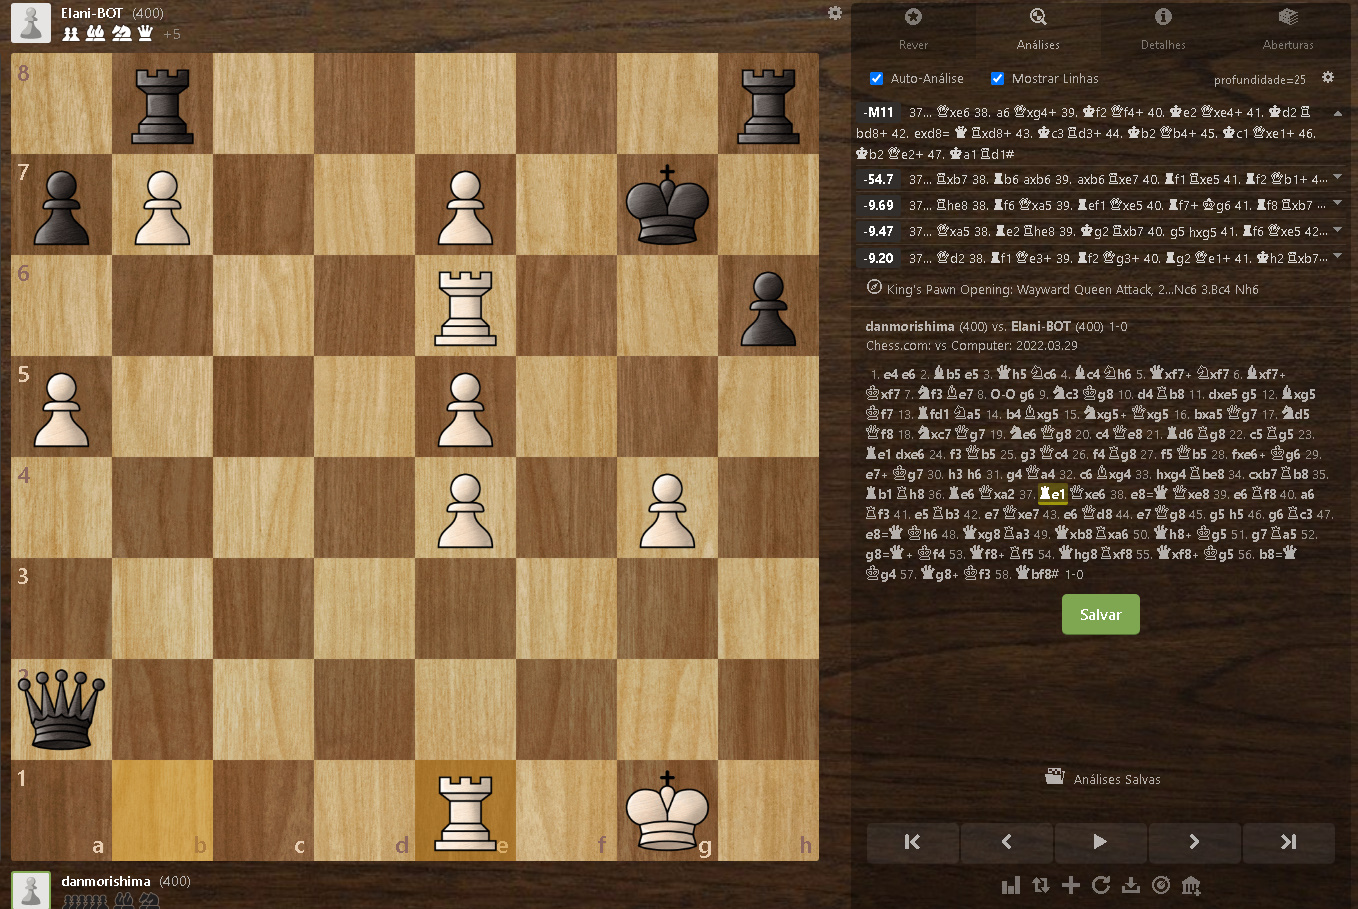 Elani-BOT (400)
+5
8
7
6
5
4
3
2
1
a b c d e f g h
danmorishima (400)
Rever Análises Detalhes Aberturas
Auto-Análise Mostrar Linhas profundidade=25
-M11 37... ♕xe6 38. a6 ♕xg4+ 39. ♚f2 ♕f4+ 40. ♚e2 ♕xe4+ 41. ♚d2 ♖
bd8+ 42. exd8=♛ ♖xd8+ 43. ♚c3 ♖d3+ 44. ♚b2 ♕b4+ 45. ♚c1 ♕xe1+ 46.
♚b2 ♕e2+ 47. ♚a1 ♖d1#
-54.7 37... ♖xb7 38. ♜b6 axb6 39. axb6 ♖xe7 40. ♜f1 ♖xe5 41. ♜f2 ♕b1+ 4...
-9.69 37... ♖he8 38. ♜f6 ♕xa5 39. ♜ef1 ♕xe5 40. ♜f7+ ♔g6 41. ♜f8 ♖xb7 ...
-9.47 37... ♕xa5 38. ♜e2 ♖he8 39. ♚g2 ♖xb7 40. g5 hxg5 41. ♜f6 ♕xe5 42...
-9.20 37... ♕d2 38. ♜f1 ♕e3+ 39. ♜f2 ♕g3+ 40. ♜g2 ♕e1+ 41. ♚h2 ♖xb7...
King's Pawn Opening: Wayward Queen Attack, 2...Nc6 3.Bc4 Nh6
danmorishima (400) vs. Elani-BOT (400) 1-0
Chess.com: vs Computer: 2022.03.29
1. e4 e6 2. ♝b5 e5 3. ♛h5 ♘c6 4. ♝c4 ♘h6 5. ♛xf7+ ♘xf7 6. ♝xf7+
♔xf7 7. ♞f3 ♗e7 8. O-O g6 9. ♞c3 ♔g8 10. d4 ♖b8 11. dxe5 g5 12. ♝xg5
♔f7 13. ♜fd1 ♘a5 14. b4 ♗xg5 15. ♞xg5+ ♕xg5 16. bxa5 ♕g7 17. ♞d5
♕f8 18. ♞xc7 ♕g7 19. ♞e6 ♕g8 20. c4 ♕e8 21. ♜d6 ♖g8 22. c5 ♖g5 23.
♜e1 dxe6 24. f3 ♕b5 25. g3 ♕c4 26. f4 ♖g8 27. f5 ♕b5 28. fxe6+ ♔g6 29.
e7+ ♔g7 30. h3 h6 31. g4 ♕a4 32. c6 ♗xg4 33. hxg4 ♖be8 34. cxb7 ♖b8 35.
♜b1 ♖h8 36. ♜e6 ♕xa2 37. ♜e1 ♕xe6 38. e8=♛ ♕xe8 39. e6 ♖f8 40. a6
♖f3 41. e5 ♖b3 42. e7 ♕xe7 43. e6 ♕d8 44. e7 ♕g8 45. g5 h5 46. g6 ♖c3 47.
e8=♛ ♔h6 48. ♛xg8 ♖a3 49. ♛xb8 ♖xa6 50. ♛h8+ ♔g5 51. g7 ♖a5 52.
g8=♛+ ♔f4 53. ♛f8+ ♖f5 54. ♛hg8 ♖xf8 55. ♛xf8+ ♔g5 56. b8=♛
♔g4 57. ♛g8+ ♔f3 58. ♛bf8# 1-0
Salvar
Análises Salvas